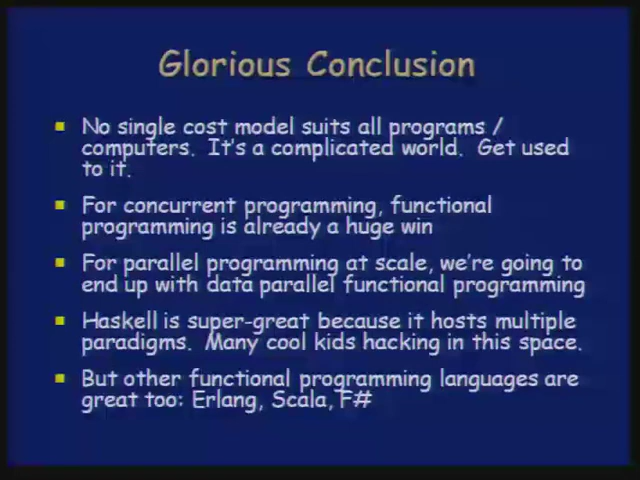 Glorious Conclusion
No single cost model suits all programs /
computers. It's a complicated world. Get used
to it.
For concurrent programming, functional
programming is already a huge win
For parallel programming at scale, we're going to
end up with data parallel functional programming
Haskell is super-great because it hosts multiple
paradigms. Many cool kids hacking in this space.
But other functional programming languages are
great too: Erlang, Scala, F#